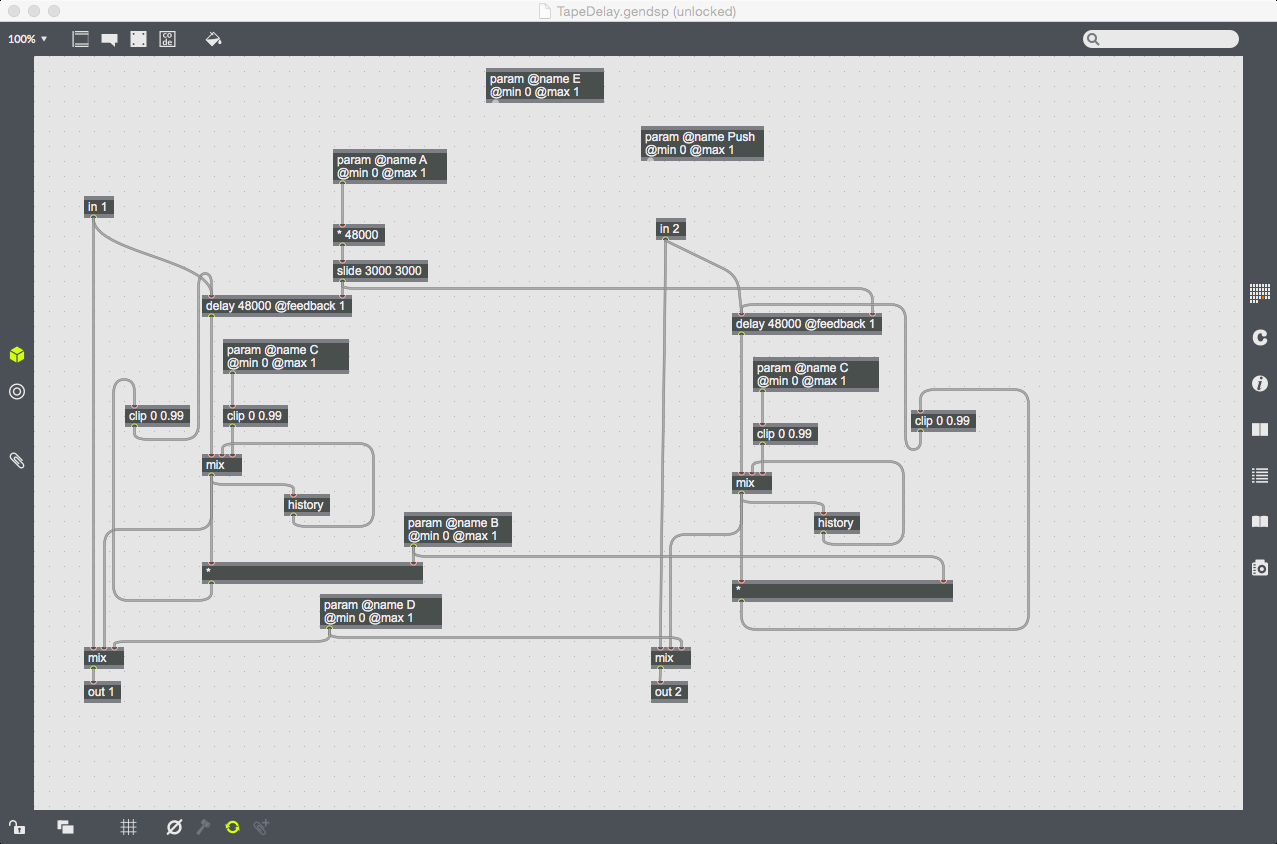 TapeDelay.gendsp (unlocked)
100%
co
de
param @name E
@min 0 @max 1
param @name Push
@min 0 @max 1
param @name A
@min 0 @max 1
in 1
* 48000
in 2
slide 3000 3000
delay 48000 @feedback 1
delay 48000 @feedback 1
param @name C
@min 0 @max 1
param @name C
@min 0 @max 1
clip 0 0.99
clip 0 0.99
clip 0 0.99
clip 0 0.99
mix
mix
history
history
param @name B
@min 0 @max 1
*
*
param @name D
@min 0 @max 1
mix
mix
out 1
out 2